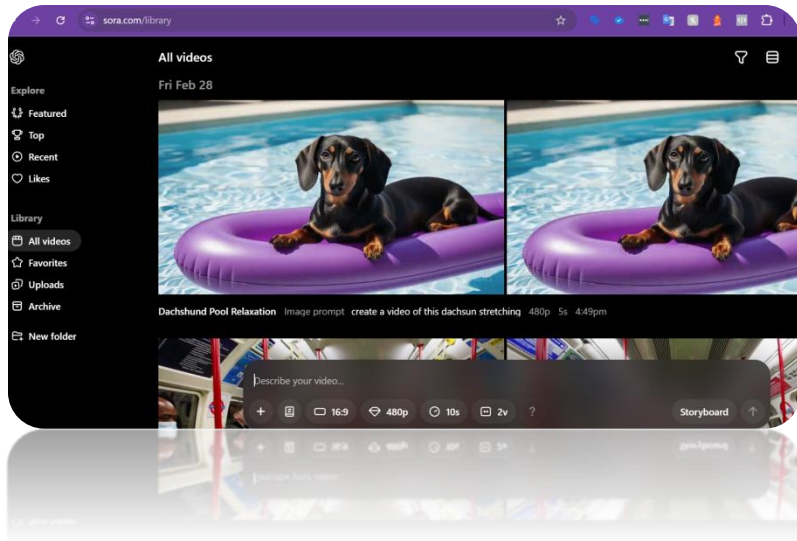 sora.com/library
All videos
Fri Feb 28
Explore
Featured
Top
Recent
Likes
Library
All videos
Favorites
Uploads
Archive
New folder
Dachshund Pool Relaxation Image prompt create a video of this dachsun stretching 480p 5s 4:49pm
Describe your video...
+ 16:9 480p 10s 2v ? Storyboard